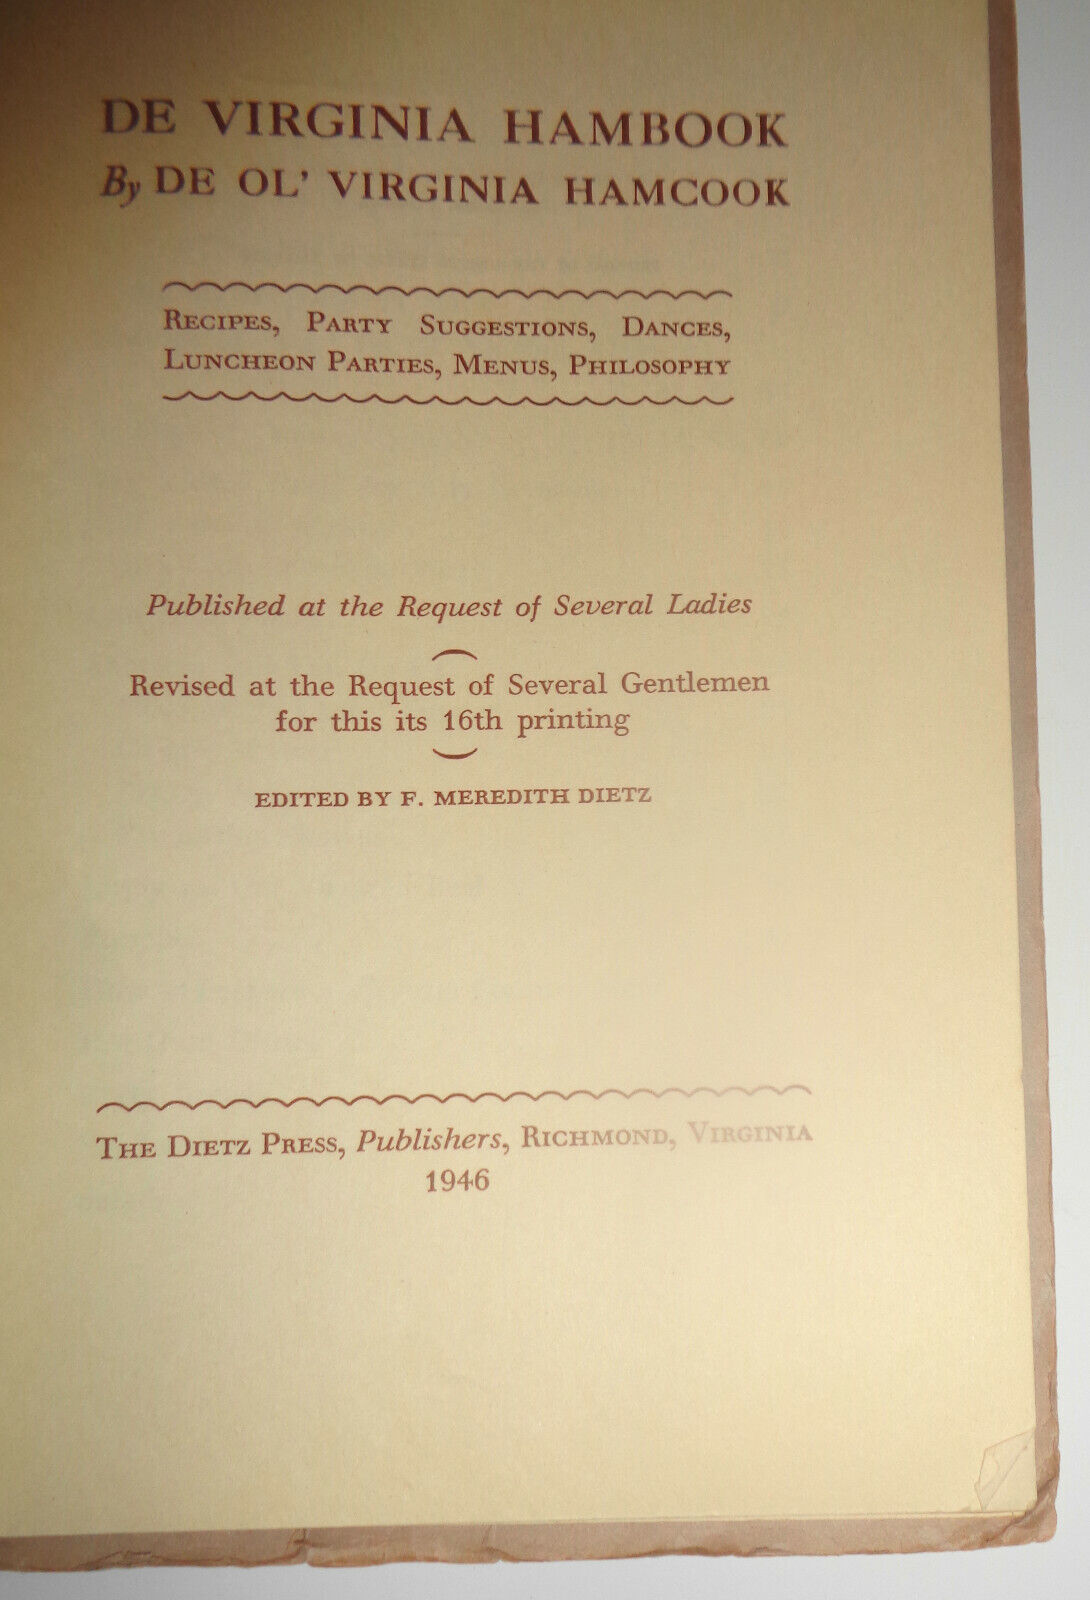 DE VIRGINIA HAMBOOK
By DE OL' VIRGINIA HAMCOOK
RECIPES, PARTY SUGGESTIONS, DANCES,
LUNCHEON PARTIES, MENUS, PHILOSOPHY
Published at the Request of Several Ladies
Revised at the Request of Several Gentlemen
for this its 16th printing
EDITED BY F. MEREDITH DIETZ
THE DIETZ PRESS, Publishers, RICHMOND, VIRGINIA
1946